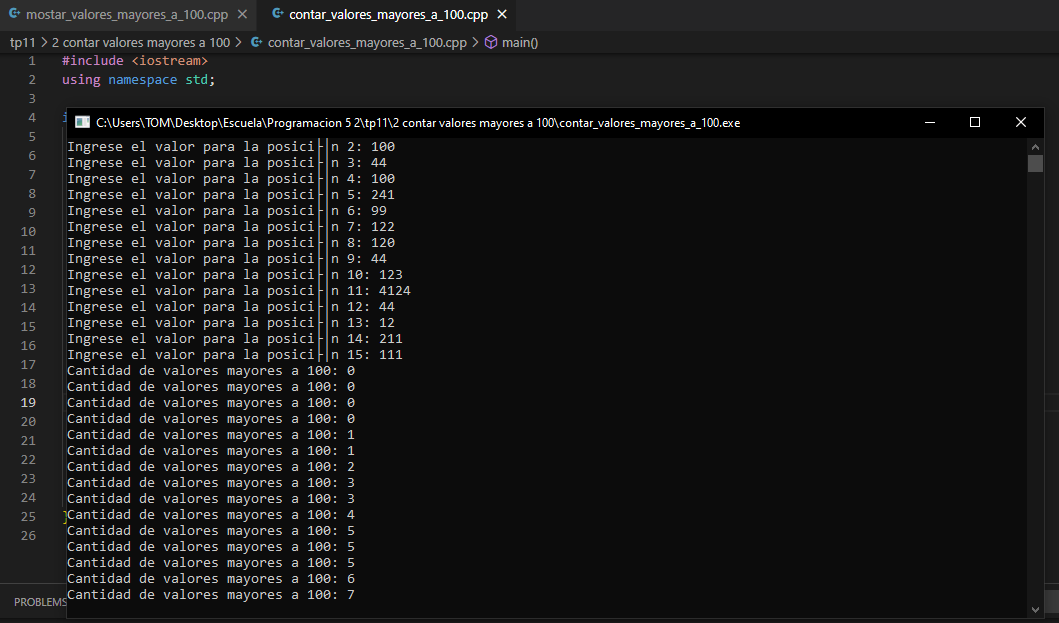 mostar_valores_mayores_a_100.cpp contar_valores_mayores_a_100.cpp
tp11 > 2 contar valores mayores a 100 > contar_valores_mayores_a_100.cpp > main()
1 #include <iostream>
2 using namespace std;
3
4
C:\Users\TOM\Desktop\Escuela\Programacion 5 2\tp11\2 contar valores mayores a 100\contar_valores_mayores_a_100.exe
5
6
7
8
9
10
11
12
13
14
15
16
17
18
19
20
21
22
23
24
25 }
26
Ingrese el valor para la posici├│n 2: 100
Ingrese el valor para la posici├│n 3: 44
Ingrese el valor para la posici├│n 4: 100
Ingrese el valor para la posici├│n 5: 241
Ingrese el valor para la posici├│n 6: 99
Ingrese el valor para la posici├│n 7: 122
Ingrese el valor para la posici├│n 8: 120
Ingrese el valor para la posici├│n 9: 44
Ingrese el valor para la posici├│n 10: 123
Ingrese el valor para la posici├│n 11: 4124
Ingrese el valor para la posici├│n 12: 44
Ingrese el valor para la posici├│n 13: 12
Ingrese el valor para la posici├│n 14: 211
Ingrese el valor para la posici├│n 15: 111
Cantidad de valores mayores a 100: 0
Cantidad de valores mayores a 100: 0
Cantidad de valores mayores a 100: 0
Cantidad de valores mayores a 100: 0
Cantidad de valores mayores a 100: 1
Cantidad de valores mayores a 100: 1
Cantidad de valores mayores a 100: 2
Cantidad de valores mayores a 100: 3
Cantidad de valores mayores a 100: 3
Cantidad de valores mayores a 100: 4
Cantidad de valores mayores a 100: 5
Cantidad de valores mayores a 100: 5
Cantidad de valores mayores a 100: 5
Cantidad de valores mayores a 100: 6
Cantidad de valores mayores a 100: 7
PROBLEMS